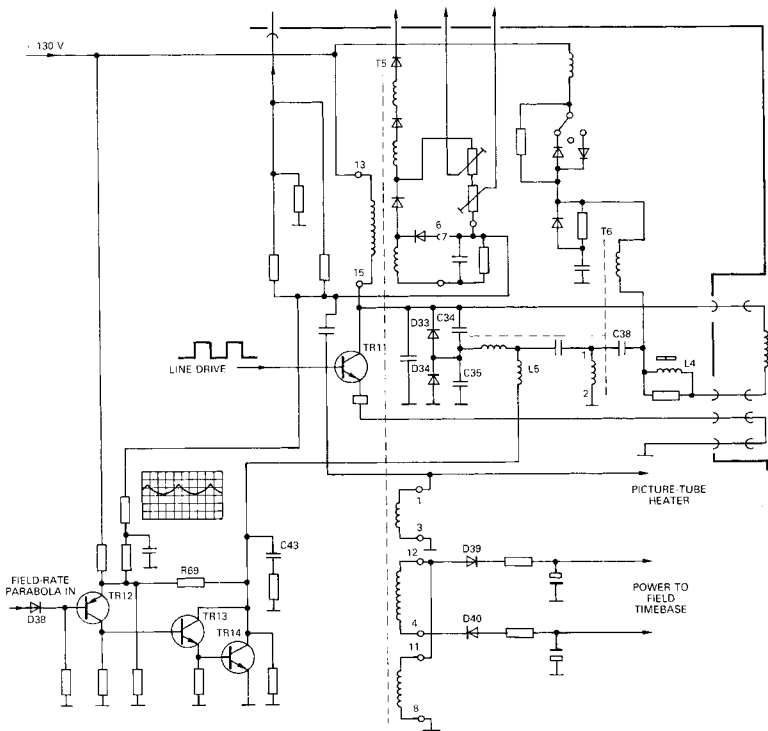 130 V
T5
13
6
7
T6
15
D33
C34
TR11
C38
LINE DRIVE
D34
C35
L5
1
2
L4
1
3
PICTURE-TUBE
HEATER
12
D39
4
D40
11
8
POWER TO
FIELD
TIMEBASE
C43
R69
FIELD-RATE
PARABOLA IN
D38
TR12
TR13
TR14